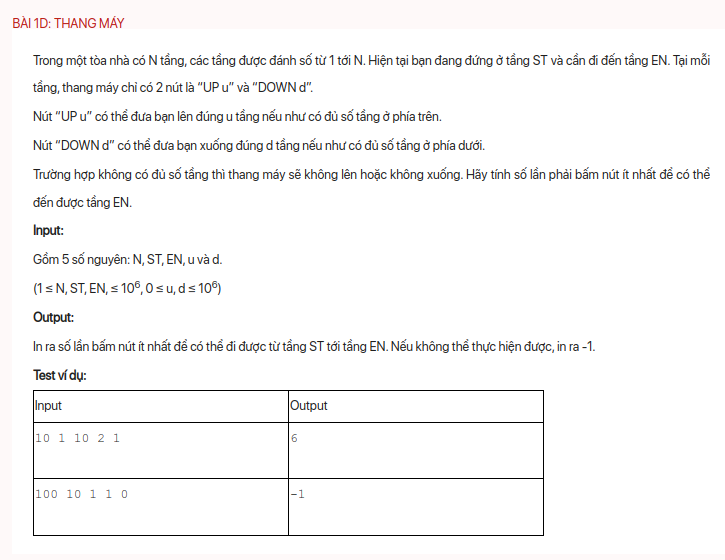 BÀI 1D: THANG MÁY
Trong một tòa nhà có N tầng, các tầng được đánh số từ 1 tới N. Hiện tại bạn đang đứng ở tầng ST và cần đi đến tầng EN. Tại mỗi
tầng, thang máy chỉ có 2 nút là “UP u” và “DOWN d”.
Nút “UP u” có thể đưa bạn lên đúng u tầng nếu như có đủ số tầng ở phía trên.
Nút “DOWN d” có thể đưa bạn xuống đúng d tầng nếu như có đủ số tầng ở phía dưới.
Trường hợp không có đủ số tầng thì thang máy sẽ không lên hoặc không xuống. Hãy tính số lần phải bấm nút ít nhất để có thể
đến được tầng EN.
Input:
Gồm 5 số nguyên: N, ST, EN, u và d.
(1 ≤ N, ST, EN, ≤ 10⁶, 0 ≤ u, d ≤ 10⁶)
Output:
In ra số lần bấm nút ít nhất để có thể đi được từ tầng ST tới tầng EN. Nếu không thể thực hiện được, in ra -1.
Test ví dụ:
Input Output
10 1 10 2 1 6
100 10 1 1 0 -1